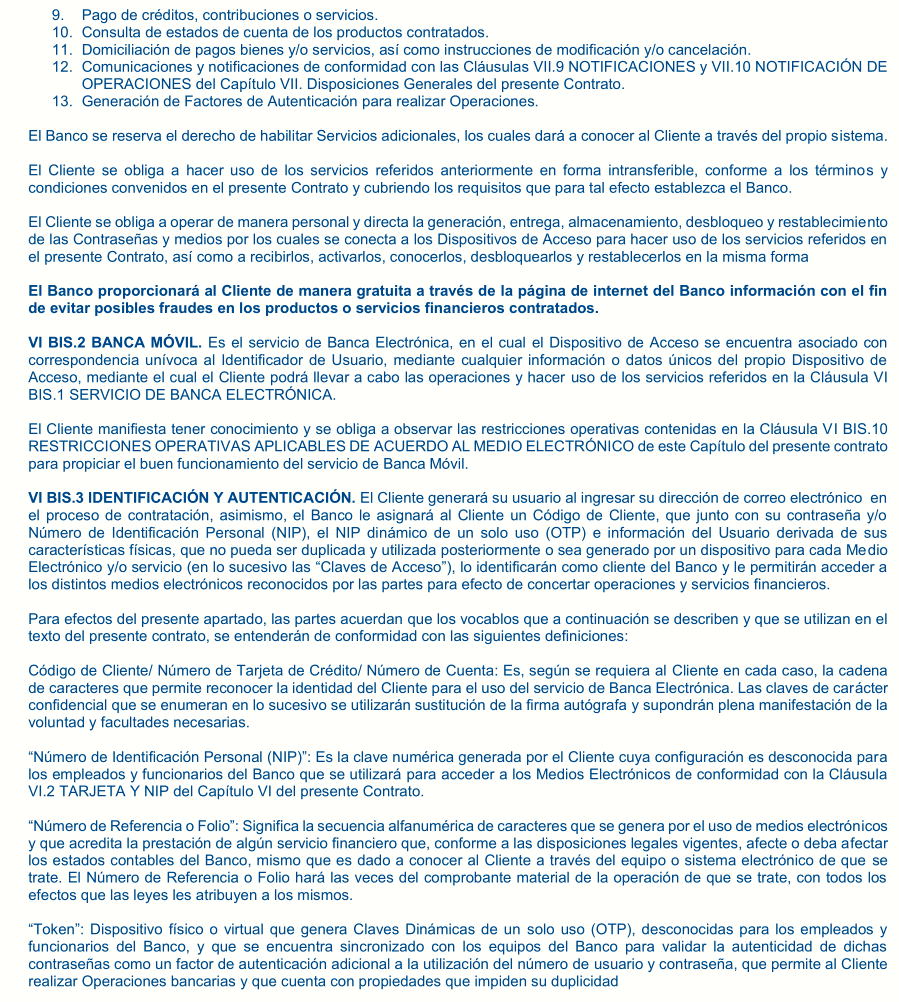 9. Pago de créditos, contribuciones o servicios.
10. Consulta de estados de cuenta de los productos contratados.
11. Domiciliación de pagos bienes y/o servicios, así como instrucciones de modificación y/o cancelación.
12. Comunicaciones y notificaciones de conformidad con las Cláusulas VII.9 NOTIFICACIONES y VII.10 NOTIFICACIÓN DE
OPERACIONES del Capítulo VII. Disposiciones Generales del presente Contrato.
13. Generación de Factores de Autenticación para realizar Operaciones.
El Banco se reserva el derecho de habilitar Servicios adicionales, los cuales dará a conocer al Cliente a través del propio sistema.
El Cliente se obliga a hacer uso de los servicios referidos anteriormente en forma intransferible, conforme a los términos y
condiciones convenidos en el presente Contrato y cubriendo los requisitos que para tal efecto establezca el Banco.
El Cliente se obliga a operar de manera personal y directa la generación, entrega, almacenamiento, desbloqueo y restablecimiento
de las Contraseñas y medios por los cuales se conecta a los Dispositivos de Acceso para hacer uso de los servicios referidos en
el presente Contrato, así como a recibirlos, activarlos, conocerlos, desbloquearlos y restablecerlos en la misma forma
El Banco proporcionará al Cliente de manera gratuita a través de la página de internet del Banco información con el fin
de evitar posibles fraudes en los productos o servicios financieros contratados.
VI BIS.2 BANCA MÓVIL. Es el servicio de Banca Electrónica, en el cual el Dispositivo de Acceso se encuentra asociado con
correspondencia unívoca al Identificador de Usuario, mediante cualquier información o datos únicos del propio Dispositivo de
Acceso, mediante el cual el Cliente podrá llevar a cabo las operaciones y hacer uso de los servicios referidos en la Cláusula VI
BIS.1 SERVICIO DE BANCA ELECTRÓNICA.
El Cliente manifiesta tener conocimiento y se obliga a observar las restricciones operativas contenidas en la Cláusula VI BIS.10
RESTRICCIONES OPERATIVAS APLICABLES DE ACUERDO AL MEDIO ELECTRÓNICO de este Capítulo del presente contrato
para propiciar el buen funcionamiento del servicio de Banca Móvil.
VI BIS.3 IDENTIFICACIÓN Y AUTENTICACIÓN. El Cliente generará su usuario al ingresar su dirección de correo electrónico en
el proceso de contratación, asimismo, el Banco le asignará al Cliente un Código de Cliente, que junto con su contraseña y/o
Número de Identificación Personal (NIP), el NIP dinámico de un solo uso (OTP) e información del Usuario derivada de sus
características físicas, que no pueda ser duplicada y utilizada posteriormente o sea generado por un dispositivo para cada Medio
Electrónico y/o servicio (en lo sucesivo las “Claves de Acceso”), lo identificarán como cliente del Banco y le permitirán acceder a
los distintos medios electrónicos reconocidos por las partes para efecto de concertar operaciones y servicios financieros.
Para efectos del presente apartado, las partes acuerdan que los vocablos que a continuación se describen y que se utilizan en el
texto del presente contrato, se entenderán de conformidad con las siguientes definiciones:
Código de Cliente/ Número de Tarjeta de Crédito/ Número de Cuenta: Es, según se requiera al Cliente en cada caso, la cadena
de caracteres que permite reconocer la identidad del Cliente para el uso del servicio de Banca Electrónica. Las claves de carácter
confidencial que se enumeran en lo sucesivo se utilizarán sustitución de la firma autógrafa y supondrán plena manifestación de la
voluntad y facultades necesarias.
“Número de Identificación Personal (NIP)”: Es la clave numérica generada por el Cliente cuya configuración es desconocida para
los empleados y funcionarios del Banco que se utilizará para acceder a los Medios Electrónicos de conformidad con la Cláusula
VI.2 TARJETA Y NIP del Capítulo VI del presente Contrato.
“Número de Referencia o Folio”: Significa la secuencia alfanumérica de caracteres que se genera por el uso de medios electrónicos
y que acredita la prestación de algún servicio financiero que, conforme a las disposiciones legales vigentes, afecte o deba afectar
los estados contables del Banco, mismo que es dado a conocer al Cliente a través del equipo o sistema electrónico de que se
trate. El Número de Referencia o Folio hará las veces del comprobante material de la operación de que se trate, con todos los
efectos que las leyes les atribuyen a los mismos.
“Token”: Dispositivo físico o virtual que genera Claves Dinámicas de un solo uso (OTP), desconocidas para los empleados y
funcionarios del Banco, y que se encuentra sincronizado con los equipos del Banco para validar la autenticidad de dichas
contraseñas como un factor de autenticación adicional a la utilización del número de usuario y contraseña, que permite al Cliente
realizar Operaciones bancarias y que cuenta con propiedades que impiden su duplicidad